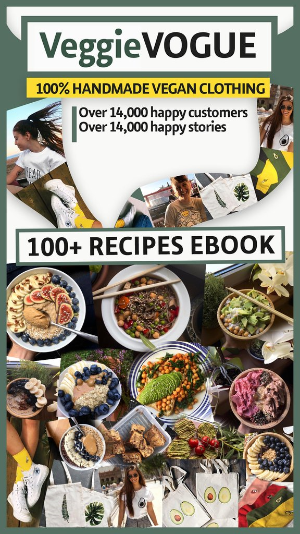 VeggieVOGUE
100% HANDMADE VEGAN CLOTHING
Over 14,000 happy customers
Over 14,000 happy stories
100+ RECIPES EBOOK